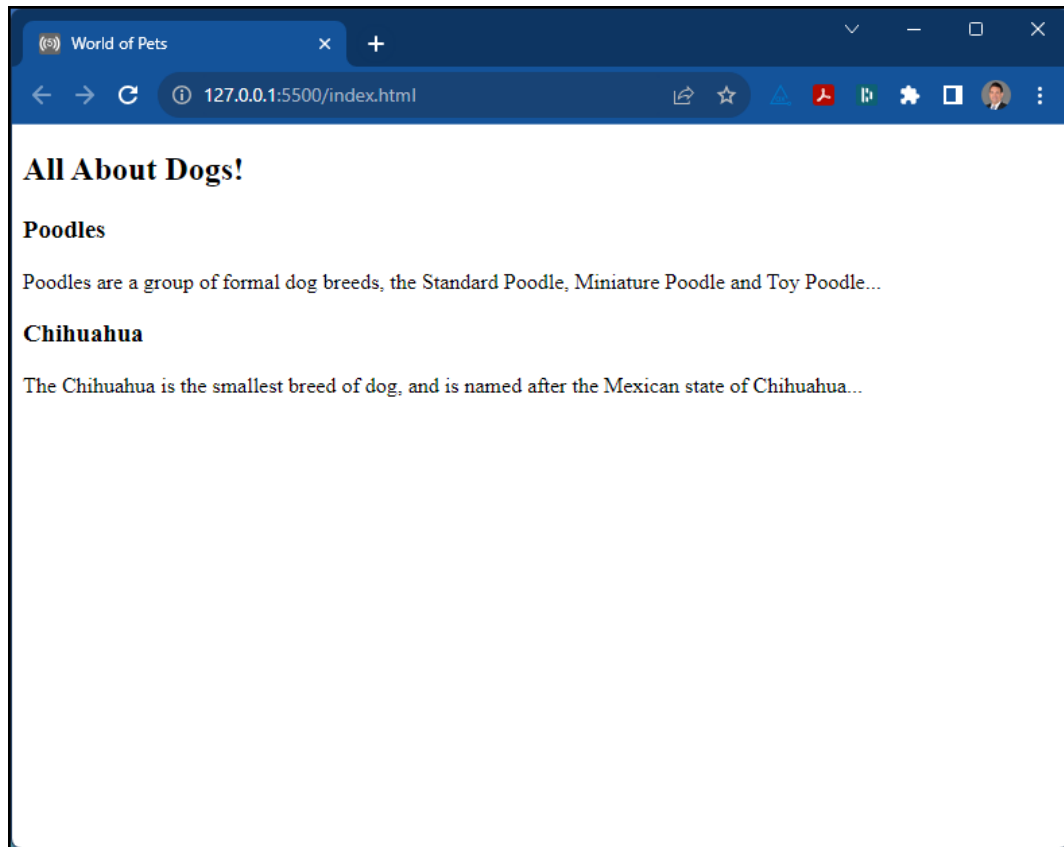 World of Pets
127.0.0.1:5500/index.html
All About Dogs!
Poodles
Poodles are a group of formal dog breeds, the Standard Poodle, Miniature Poodle and Toy Poodle...
Chihuahua
The Chihuahua is the smallest breed of dog, and is named after the Mexican state of Chihuahua...